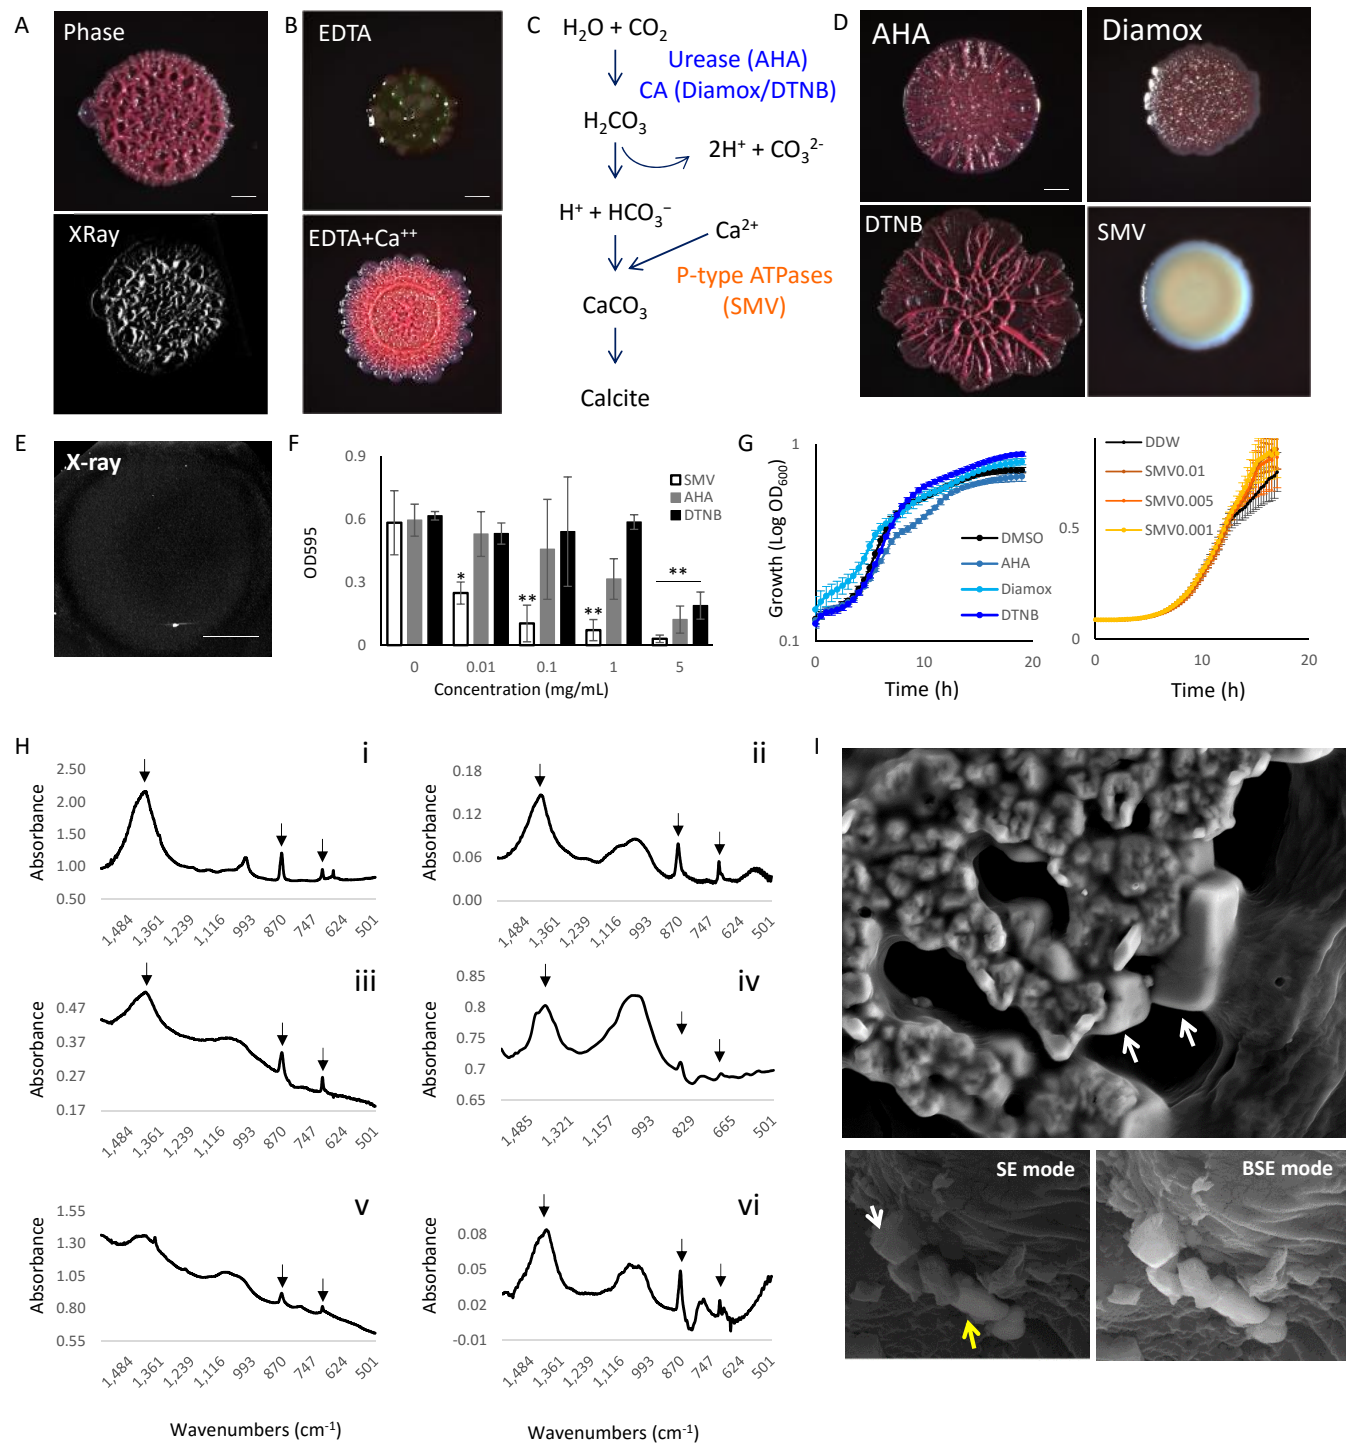 A
Phase
XRay
B
EDTA
EDTA+Ca⁺⁺
C
H₂O + CO₂
Urease (AHA)
CA (Diamox/DTNB)
H₂CO₃
2H⁺ + CO₃²⁻
H⁺ + HCO₃⁻
Ca²⁺
P-type ATPases
(SMV)
CaCO₃
Calcite
D
AHA
Diamox
DTNB
SMV
E
X-ray
F
0.9
0.6
0.3
0
OD595
SMV
AHA
DTNB
*
**
**
**
0 0.01 0.1 1 5
Concentration (mg/mL)
G
Growth (Log OD₆₀₀)
1
0.1
DMSO
AHA
Diamox
DTNB
0 10 20
Time (h)
DDW
SMV0.01
SMV0.005
SMV0.001
1
0.5
0
0 10 20
Time (h)
H
i
Absorbance
2.50
2.00
1.50
1.00
0.50
1,484 1,361 1,239 1,116 993 870 747 624 501
ii
Absorbance
0.18
0.12
0.06
0.00
1,484 1,361 1,239 1,116 993 870 747 624 501
iii
Absorbance
0.47
0.37
0.27
0.17
1,484 1,361 1,239 1,116 993 870 747 624 501
iv
Absorbance
0.85
0.8
0.7
0.65
1,485 1,321 1,157 993 829 665 501
v
Absorbance
1.55
1.30
1.05
0.80
0.55
1,484 1,361 1,239 1,116 993 870 747 624 501
Wavenumbers (cm⁻¹)
vi
Absorbance
0.08
0.05
0.02
-0.01
1,484 1,361 1,239 1,116 993 870 747 624 501
Wavenumbers (cm⁻¹)
I
SE mode
BSE mode